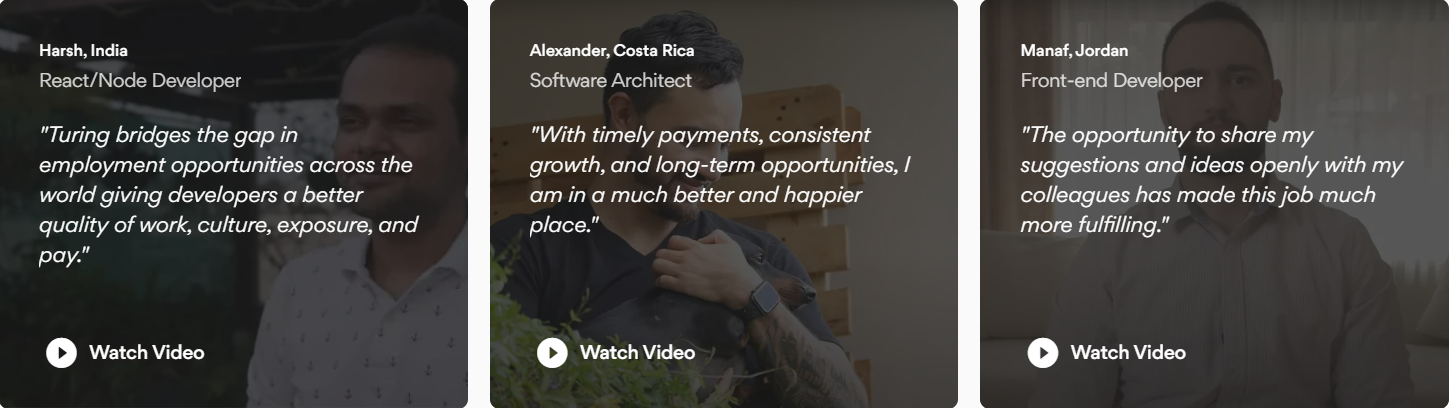 Harsh, India
React/Node Developer
"Turing bridges the gap in
employment opportunities across the
world giving developers a better
quality of work, culture, exposure, and
pay."
Watch Video
Alexander, Costa Rica
Software Architect
"With timely payments, consistent
growth, and long-term opportunities, I
am in a much better and happier
place."
Watch Video
Manaf, Jordan
Front-end Developer
"The opportunity to share my
suggestions and ideas openly with my
colleagues has made this job much
more fulfilling."
Watch Video